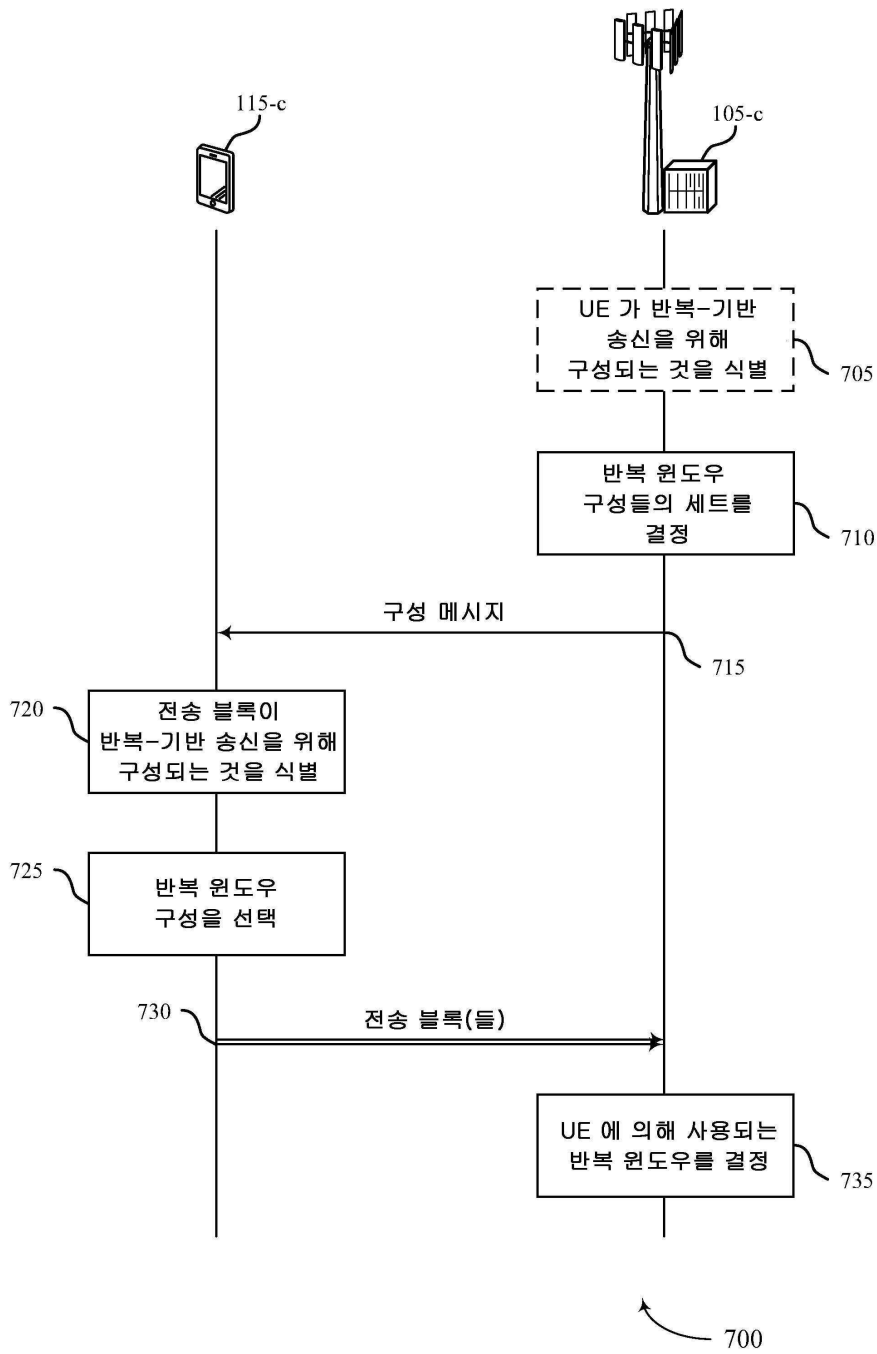 115-c
105-c
UE 가 반복-기반
송신을 위해
구성되는 것을 식별
705
반복 윈도우
구성들의 세트를
결정
710
구성 메시지
715
720
전송 블록이
반복-기반 송신을 위해
구성되는 것을 식별
725
반복 윈도우
구성을 선택
730
전송 블록(들)
UE 에 의해 사용되는
반복 윈도우를 결정
735
700